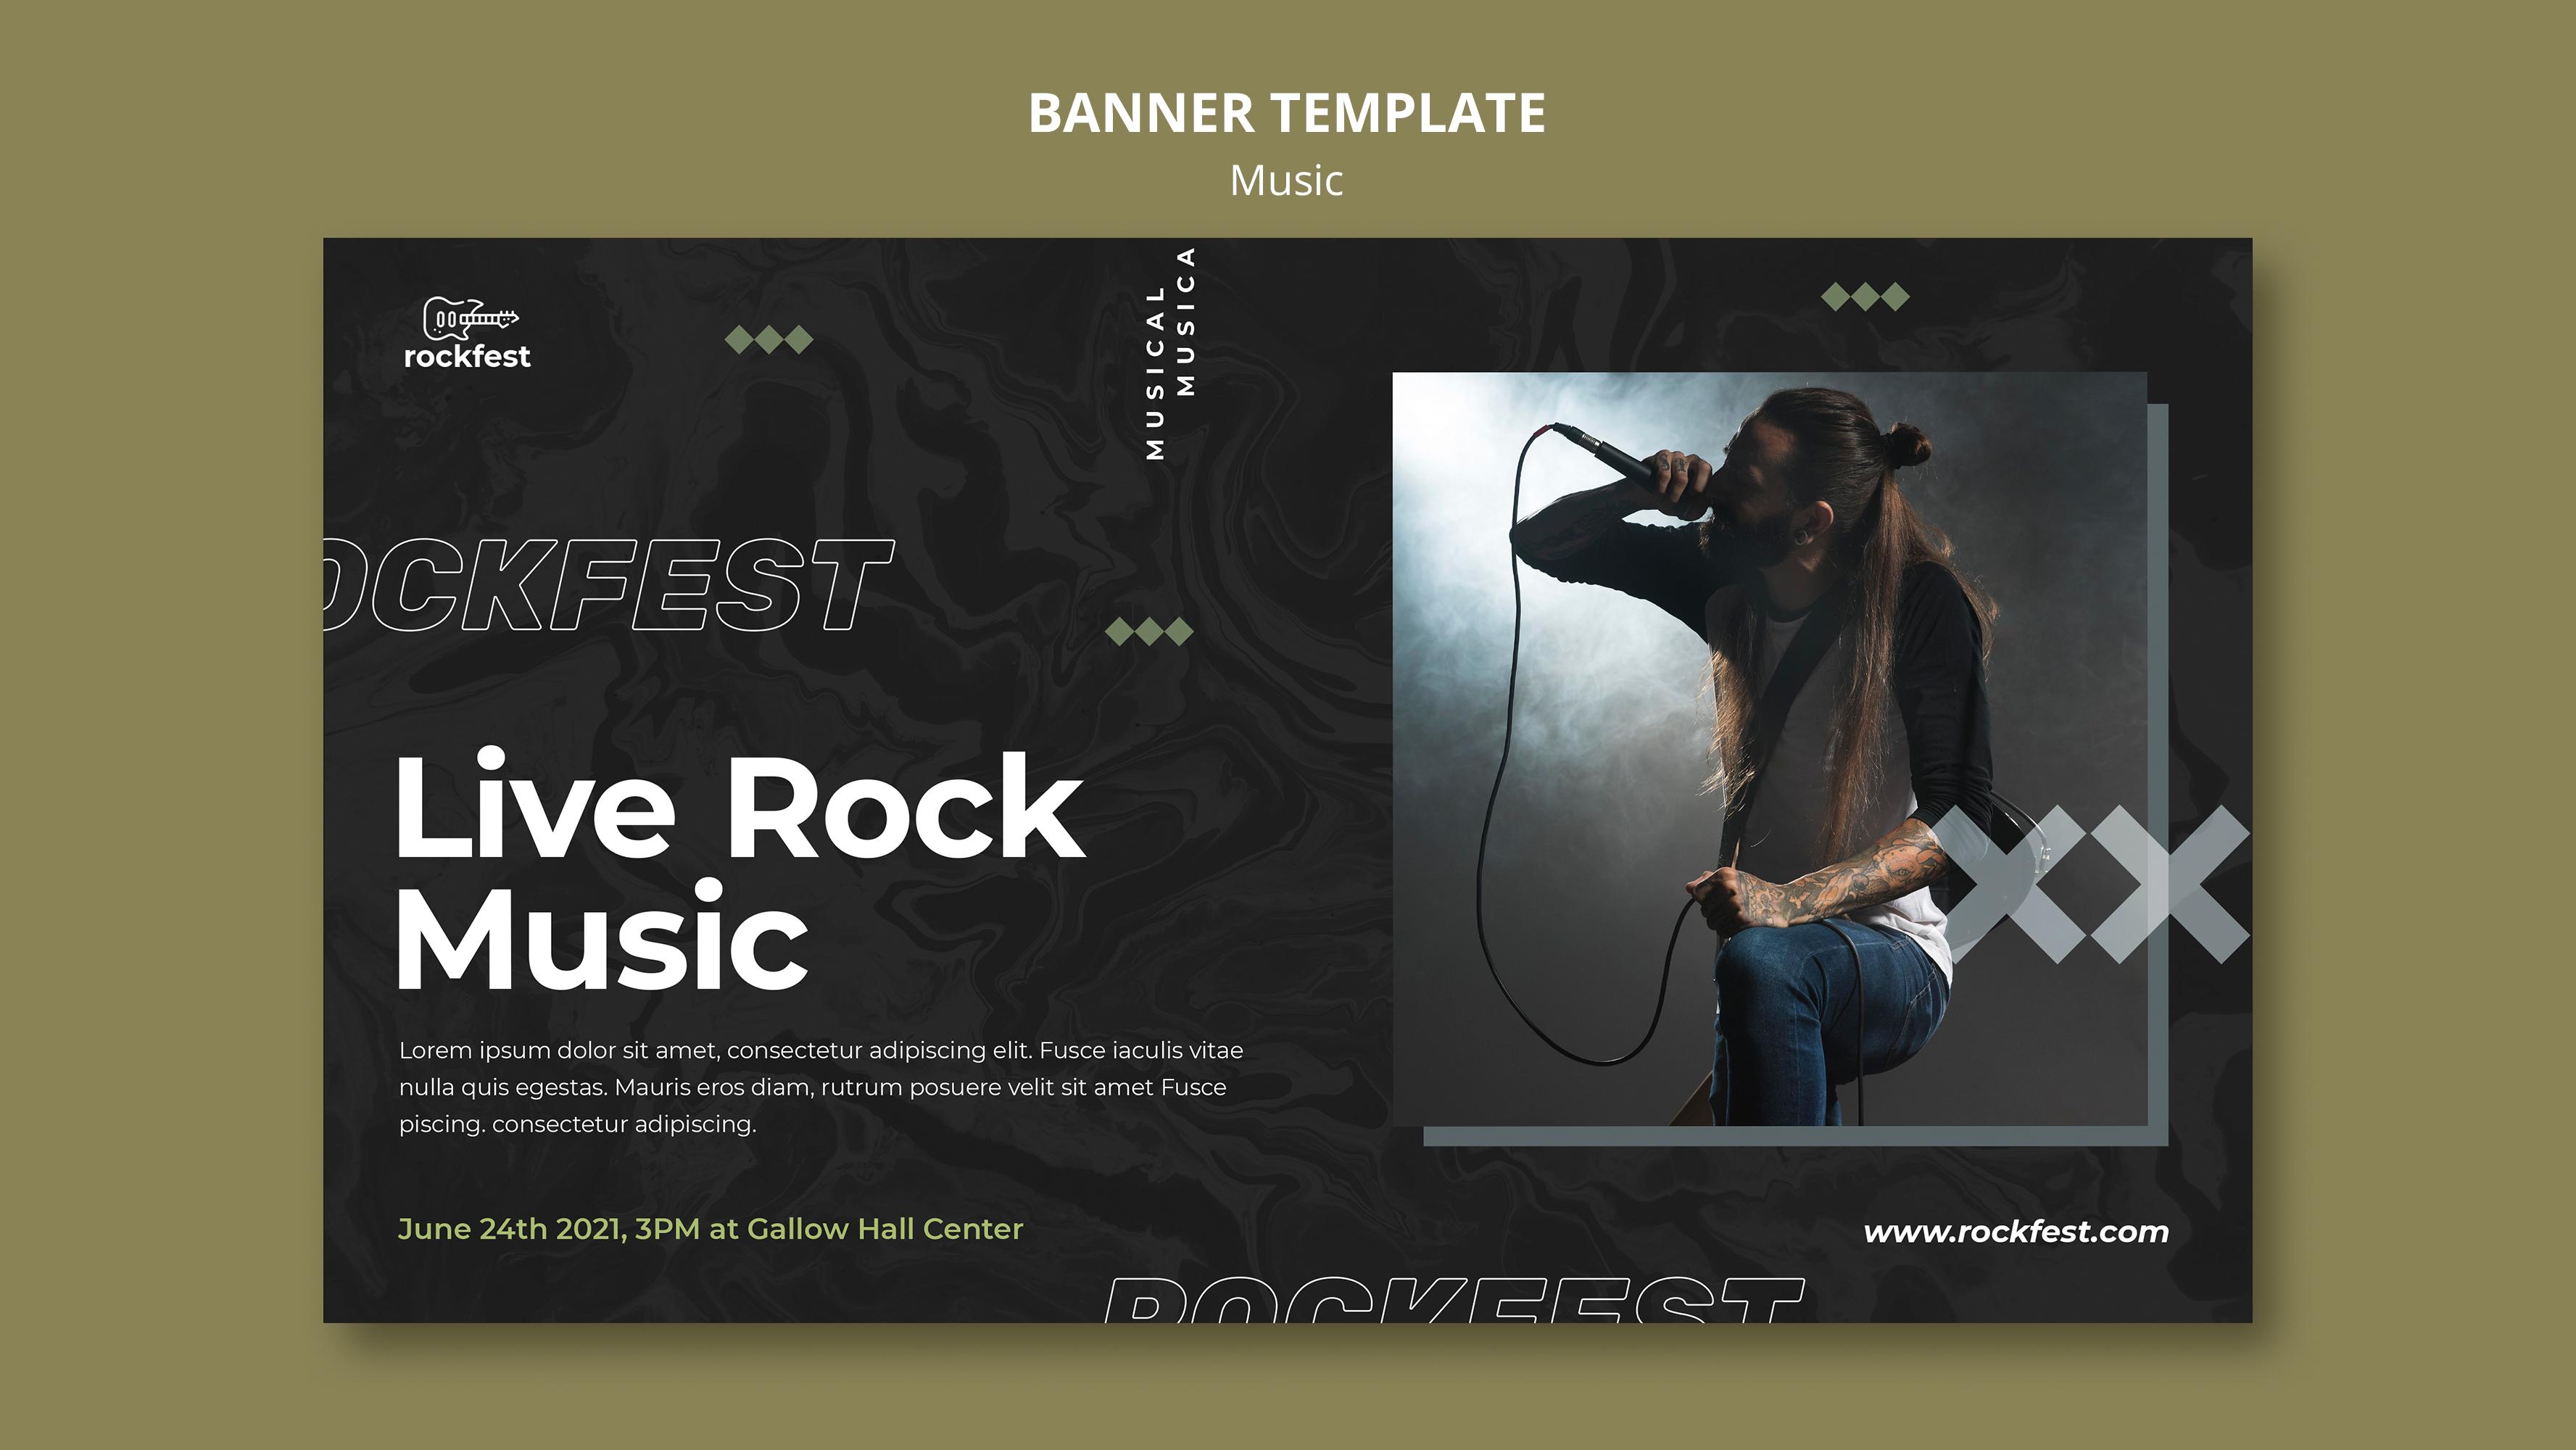 BANNER TEMPLATE
Music
rockfest
MUSICAL
MUSICA
OCKFEST
Live Rock
Music
Lorem ipsum dolor sit amet, consectetur adipiscing elit. Fusce iaculis vitae
nulla quis egestas. Mauris eros diam, rutrum posuere velit sit amet Fusce
piscing. consectetur adipiscing.
June 24th 2021, 3PM at Gallow Hall Center
www.rockfest.com
ROCKFEST